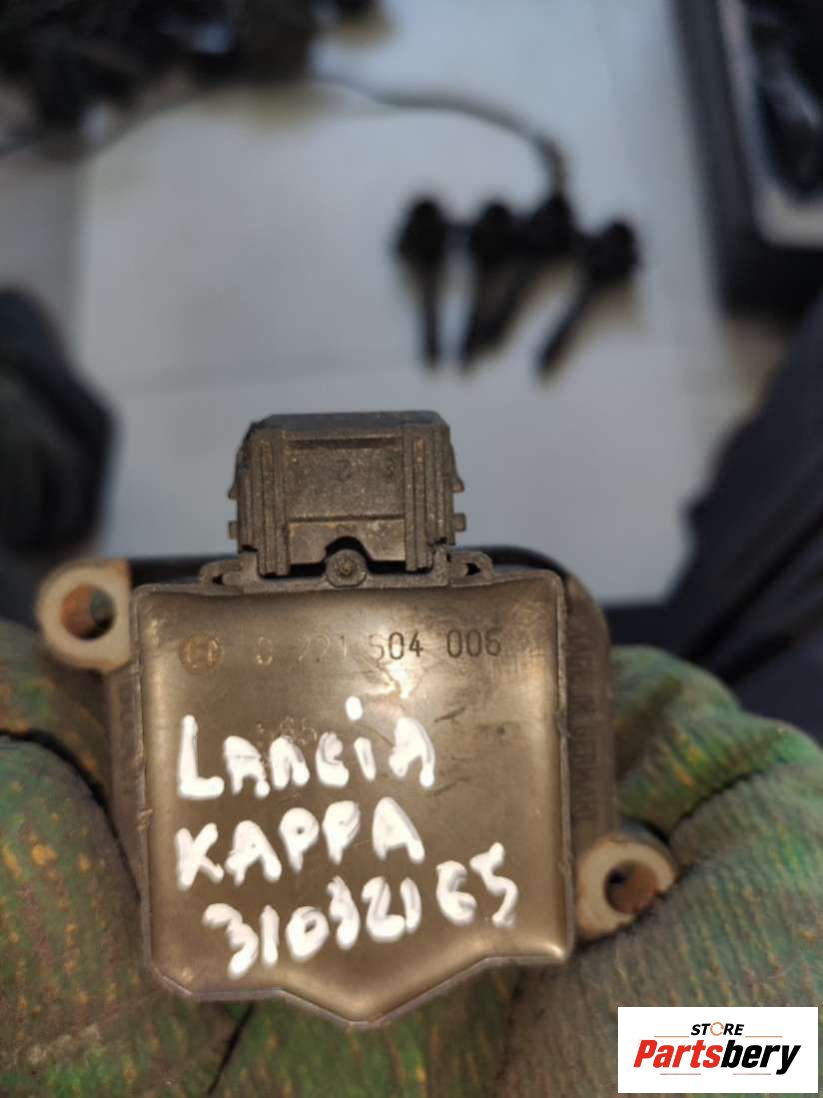 0 221 504 006
LANCIA
KAPPA
31032165
STORE
Partsbery